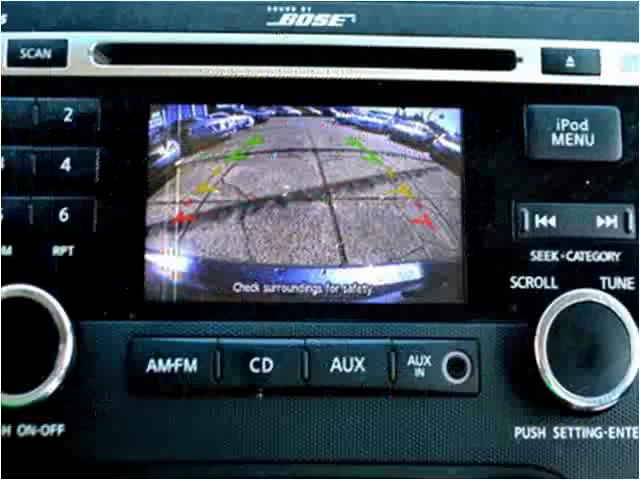 SOUND BY
BOSE
SCAN
2
4
6
RPT
iPod
MENU
SEEK·CATEGORY
SCROLL TUNE
Check surroundings for safety
AM·FM CD AUX AUX IN
ON·OFF
PUSH SETTING·ENTE